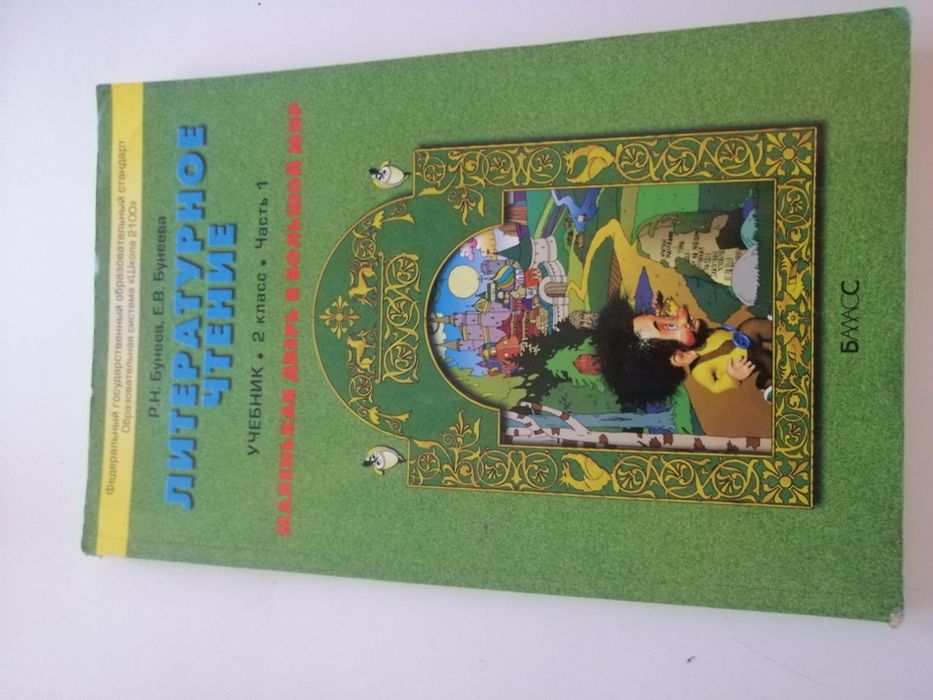 Федеральный государственный образовательный стандарт
Образовательная система «Школа 2100»
Р.Н. Бунеев, Е.В. Бунеева
ЛИТЕРАТУРНОЕ
ЧТЕНИЕ
УЧЕБНИК • 2 класс • Часть 1
МАЛЕНЬКАЯ ДВЕРЬ В БОЛЬШОЙ МИР
БАЛАСС